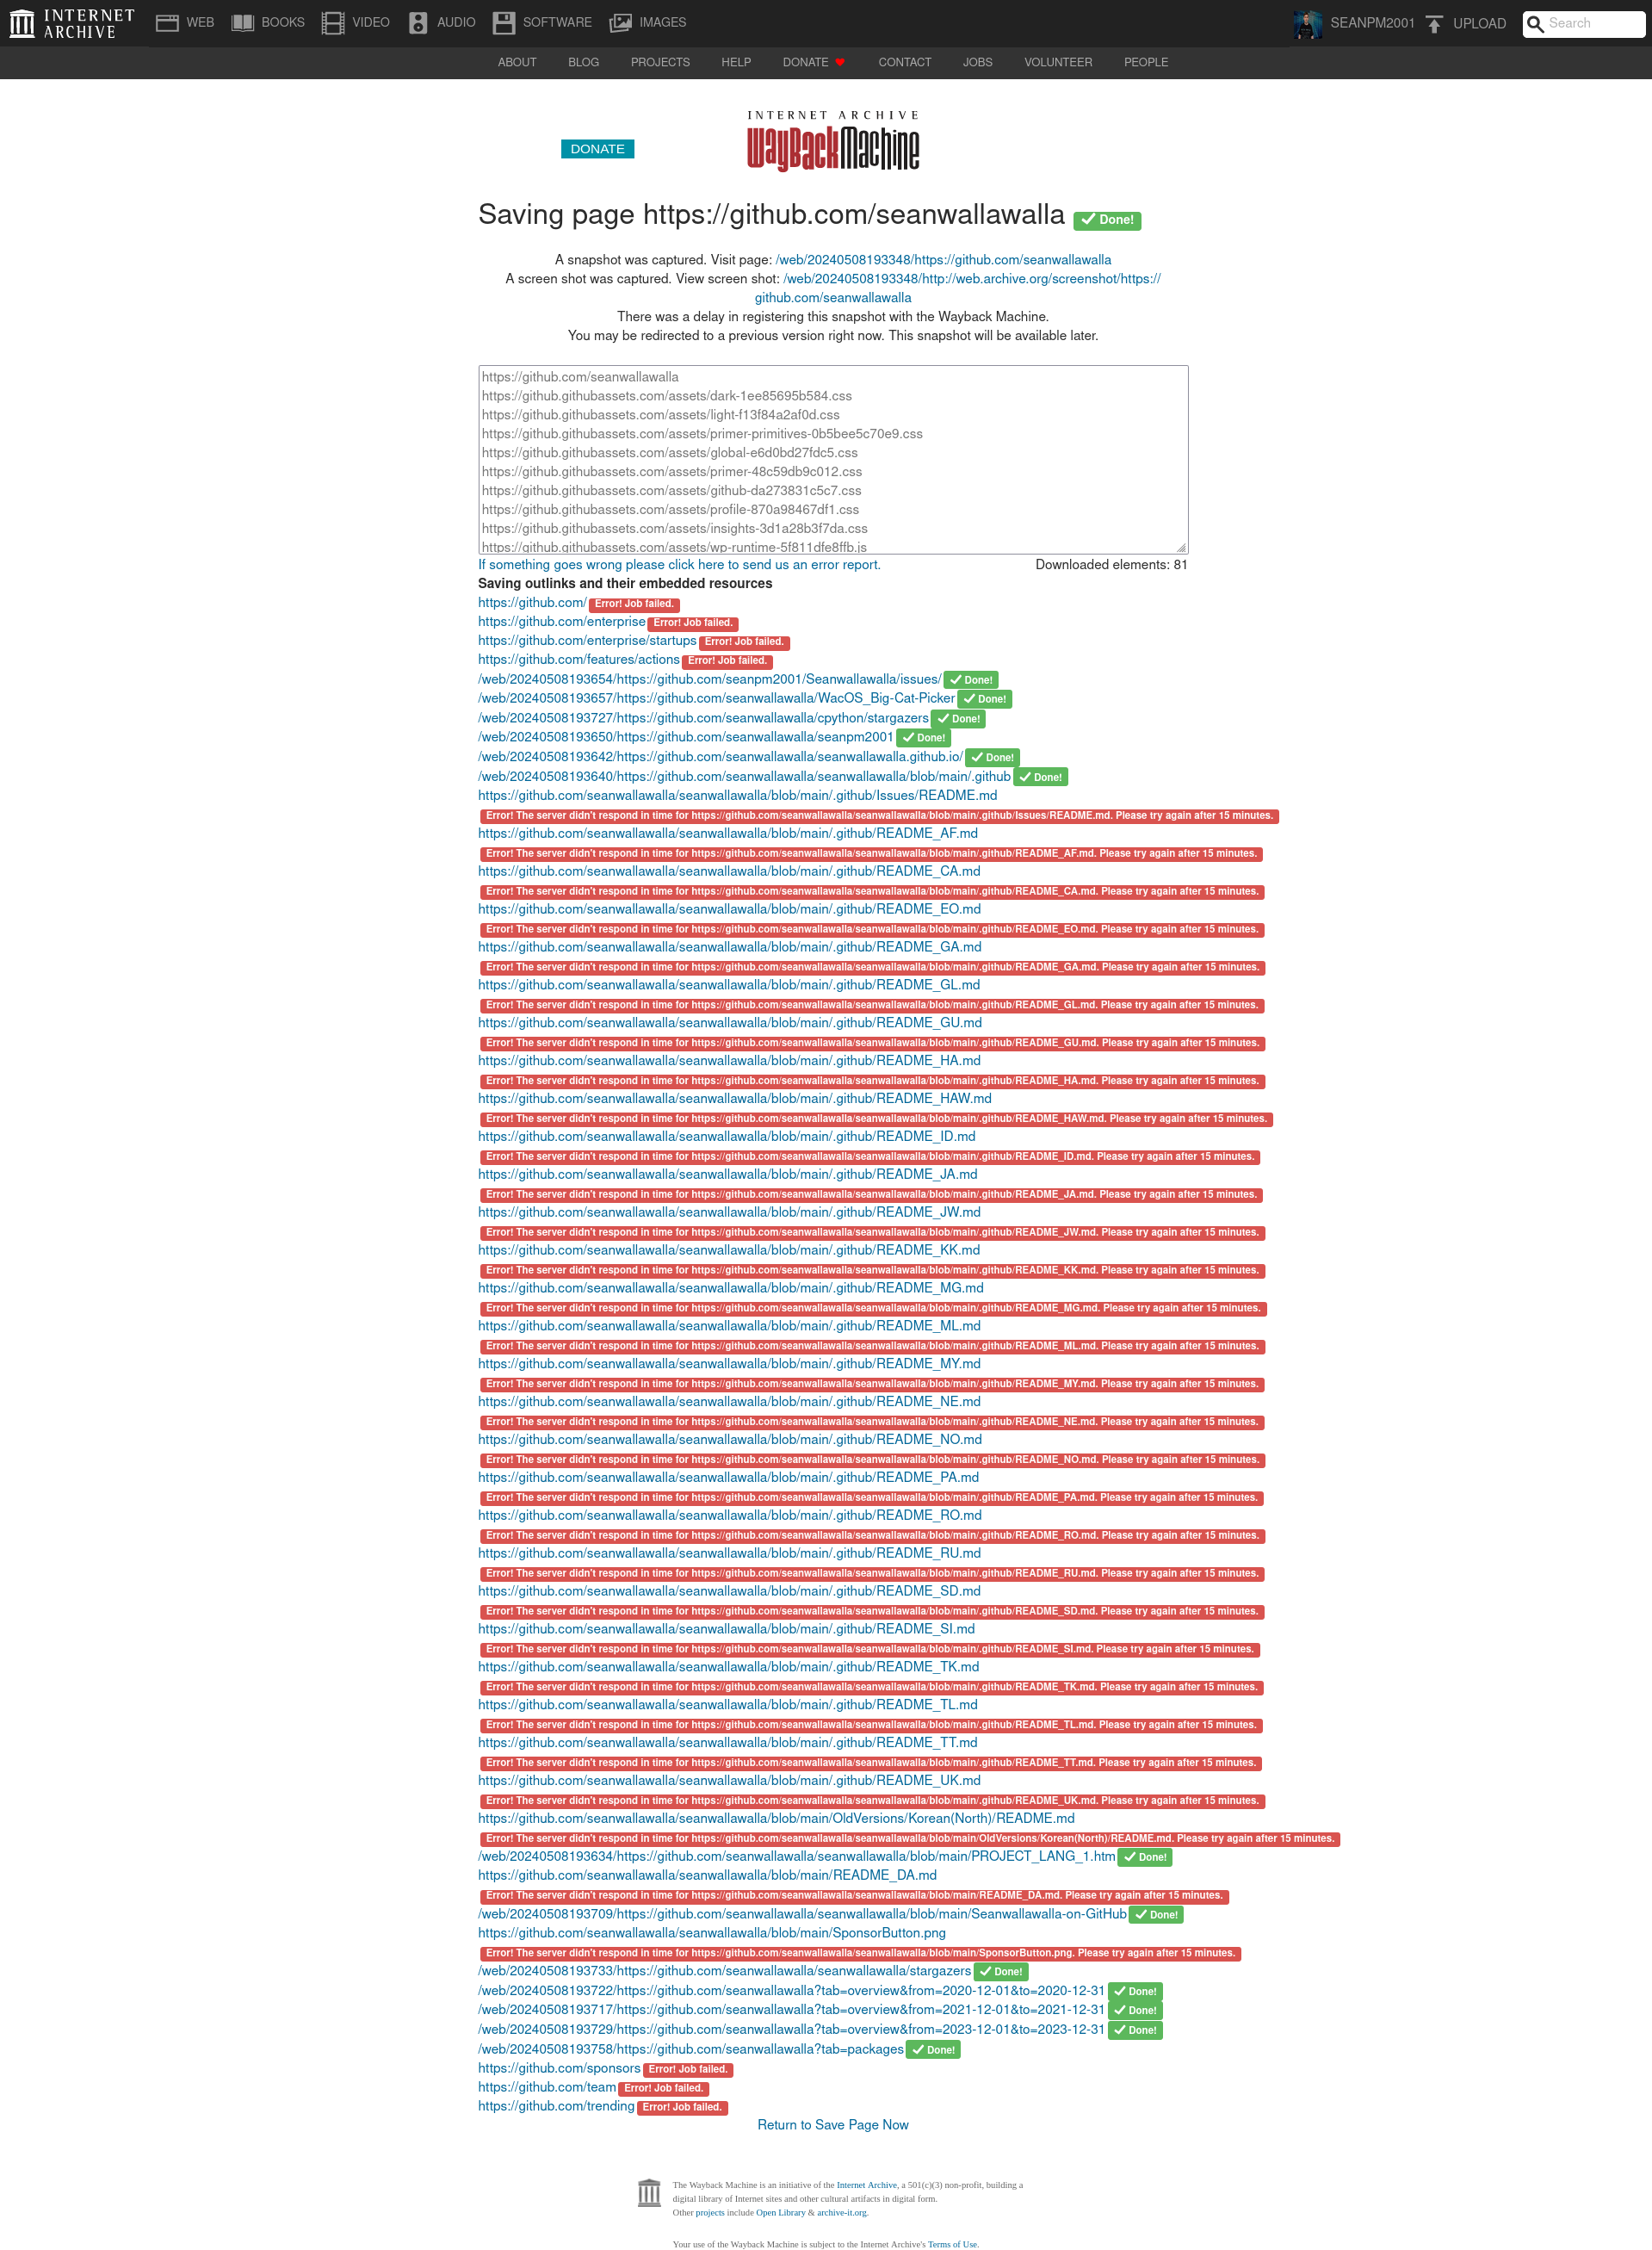 INTERNET ARCHIVE
WEB BOOKS VIDEO AUDIO SOFTWARE IMAGES SEANPM2001 UPLOAD Search
ABOUT BLOG PROJECTS HELP DONATE CONTACT JOBS VOLUNTEER PEOPLE
INTERNET ARCHIVE
DONATE
WayBackMachine
Saving page https://github.com/seanwallawalla Done!
A snapshot was captured. Visit page: /web/20240508193348/https://github.com/seanwallawalla
A screen shot was captured. View screen shot: /web/20240508193348/http://web.archive.org/screenshot/https://
github.com/seanwallawalla
There was a delay in registering this snapshot with the Wayback Machine.
You may be redirected to a previous version right now. This snapshot will be available later.
https://github.com/seanwallawalla
https://github.githubassets.com/assets/dark-1ee85695b584.css
https://github.githubassets.com/assets/light-f13f84a2af0d.css
https://github.githubassets.com/assets/primer-primitives-0b5bee5c70e9.css
https://github.githubassets.com/assets/global-e6d0bd27fdc5.css
https://github.githubassets.com/assets/primer-48c59db9c012.css
https://github.githubassets.com/assets/github-da273831c5c7.css
https://github.githubassets.com/assets/profile-870a98467df1.css
https://github.githubassets.com/assets/insights-3d1a28b3f7da.css
https://github.githubassets.com/assets/wp-runtime-5f811dfe8ffb.js
If something goes wrong please click here to send us an error report. Downloaded elements: 81
Saving outlinks and their embedded resources
https://github.com/ Error! Job failed.
https://github.com/enterprise Error! Job failed.
https://github.com/enterprise/startups Error! Job failed.
https://github.com/features/actions Error! Job failed.
/web/20240508193654/https://github.com/seanpm2001/Seanwallawalla/issues/ Done!
/web/20240508193657/https://github.com/seanwallawalla/WacOS_Big-Cat-Picker Done!
/web/20240508193727/https://github.com/seanwallawalla/cpython/stargazers Done!
/web/20240508193650/https://github.com/seanwallawalla/seanpm2001 Done!
/web/20240508193642/https://github.com/seanwallawalla/seanwallawalla.github.io/ Done!
/web/20240508193640/https://github.com/seanwallawalla/seanwallawalla/blob/main/.github Done!
https://github.com/seanwallawalla/seanwallawalla/blob/main/.github/Issues/README.md
Error! The server didn't respond in time for https://github.com/seanwallawalla/seanwallawalla/blob/main/.github/Issues/README.md. Please try again after 15 minutes.
https://github.com/seanwallawalla/seanwallawalla/blob/main/.github/README_AF.md
Error! The server didn't respond in time for https://github.com/seanwallawalla/seanwallawalla/blob/main/.github/README_AF.md. Please try again after 15 minutes.
https://github.com/seanwallawalla/seanwallawalla/blob/main/.github/README_CA.md
Error! The server didn't respond in time for https://github.com/seanwallawalla/seanwallawalla/blob/main/.github/README_CA.md. Please try again after 15 minutes.
https://github.com/seanwallawalla/seanwallawalla/blob/main/.github/README_EO.md
Error! The server didn't respond in time for https://github.com/seanwallawalla/seanwallawalla/blob/main/.github/README_EO.md. Please try again after 15 minutes.
https://github.com/seanwallawalla/seanwallawalla/blob/main/.github/README_GA.md
Error! The server didn't respond in time for https://github.com/seanwallawalla/seanwallawalla/blob/main/.github/README_GA.md. Please try again after 15 minutes.
https://github.com/seanwallawalla/seanwallawalla/blob/main/.github/README_GL.md
Error! The server didn't respond in time for https://github.com/seanwallawalla/seanwallawalla/blob/main/.github/README_GL.md. Please try again after 15 minutes.
https://github.com/seanwallawalla/seanwallawalla/blob/main/.github/README_GU.md
Error! The server didn't respond in time for https://github.com/seanwallawalla/seanwallawalla/blob/main/.github/README_GU.md. Please try again after 15 minutes.
https://github.com/seanwallawalla/seanwallawalla/blob/main/.github/README_HA.md
Error! The server didn't respond in time for https://github.com/seanwallawalla/seanwallawalla/blob/main/.github/README_HA.md. Please try again after 15 minutes.
https://github.com/seanwallawalla/seanwallawalla/blob/main/.github/README_HAW.md
Error! The server didn't respond in time for https://github.com/seanwallawalla/seanwallawalla/blob/main/.github/README_HAW.md. Please try again after 15 minutes.
https://github.com/seanwallawalla/seanwallawalla/blob/main/.github/README_ID.md
Error! The server didn't respond in time for https://github.com/seanwallawalla/seanwallawalla/blob/main/.github/README_ID.md. Please try again after 15 minutes.
https://github.com/seanwallawalla/seanwallawalla/blob/main/.github/README_JA.md
Error! The server didn't respond in time for https://github.com/seanwallawalla/seanwallawalla/blob/main/.github/README_JA.md. Please try again after 15 minutes.
https://github.com/seanwallawalla/seanwallawalla/blob/main/.github/README_JW.md
Error! The server didn't respond in time for https://github.com/seanwallawalla/seanwallawalla/blob/main/.github/README_JW.md. Please try again after 15 minutes.
https://github.com/seanwallawalla/seanwallawalla/blob/main/.github/README_KK.md
Error! The server didn't respond in time for https://github.com/seanwallawalla/seanwallawalla/blob/main/.github/README_KK.md. Please try again after 15 minutes.
https://github.com/seanwallawalla/seanwallawalla/blob/main/.github/README_MG.md
Error! The server didn't respond in time for https://github.com/seanwallawalla/seanwallawalla/blob/main/.github/README_MG.md. Please try again after 15 minutes.
https://github.com/seanwallawalla/seanwallawalla/blob/main/.github/README_ML.md
Error! The server didn't respond in time for https://github.com/seanwallawalla/seanwallawalla/blob/main/.github/README_ML.md. Please try again after 15 minutes.
https://github.com/seanwallawalla/seanwallawalla/blob/main/.github/README_MY.md
Error! The server didn't respond in time for https://github.com/seanwallawalla/seanwallawalla/blob/main/.github/README_MY.md. Please try again after 15 minutes.
https://github.com/seanwallawalla/seanwallawalla/blob/main/.github/README_NE.md
Error! The server didn't respond in time for https://github.com/seanwallawalla/seanwallawalla/blob/main/.github/README_NE.md. Please try again after 15 minutes.
https://github.com/seanwallawalla/seanwallawalla/blob/main/.github/README_NO.md
Error! The server didn't respond in time for https://github.com/seanwallawalla/seanwallawalla/blob/main/.github/README_NO.md. Please try again after 15 minutes.
https://github.com/seanwallawalla/seanwallawalla/blob/main/.github/README_PA.md
Error! The server didn't respond in time for https://github.com/seanwallawalla/seanwallawalla/blob/main/.github/README_PA.md. Please try again after 15 minutes.
https://github.com/seanwallawalla/seanwallawalla/blob/main/.github/README_RO.md
Error! The server didn't respond in time for https://github.com/seanwallawalla/seanwallawalla/blob/main/.github/README_RO.md. Please try again after 15 minutes.
https://github.com/seanwallawalla/seanwallawalla/blob/main/.github/README_RU.md
Error! The server didn't respond in time for https://github.com/seanwallawalla/seanwallawalla/blob/main/.github/README_RU.md. Please try again after 15 minutes.
https://github.com/seanwallawalla/seanwallawalla/blob/main/.github/README_SD.md
Error! The server didn't respond in time for https://github.com/seanwallawalla/seanwallawalla/blob/main/.github/README_SD.md. Please try again after 15 minutes.
https://github.com/seanwallawalla/seanwallawalla/blob/main/.github/README_SI.md
Error! The server didn't respond in time for https://github.com/seanwallawalla/seanwallawalla/blob/main/.github/README_SI.md. Please try again after 15 minutes.
https://github.com/seanwallawalla/seanwallawalla/blob/main/.github/README_TK.md
Error! The server didn't respond in time for https://github.com/seanwallawalla/seanwallawalla/blob/main/.github/README_TK.md. Please try again after 15 minutes.
https://github.com/seanwallawalla/seanwallawalla/blob/main/.github/README_TL.md
Error! The server didn't respond in time for https://github.com/seanwallawalla/seanwallawalla/blob/main/.github/README_TL.md. Please try again after 15 minutes.
https://github.com/seanwallawalla/seanwallawalla/blob/main/.github/README_TT.md
Error! The server didn't respond in time for https://github.com/seanwallawalla/seanwallawalla/blob/main/.github/README_TT.md. Please try again after 15 minutes.
https://github.com/seanwallawalla/seanwallawalla/blob/main/.github/README_UK.md
Error! The server didn't respond in time for https://github.com/seanwallawalla/seanwallawalla/blob/main/.github/README_UK.md. Please try again after 15 minutes.
https://github.com/seanwallawalla/seanwallawalla/blob/main/OldVersions/Korean(North)/README.md
Error! The server didn't respond in time for https://github.com/seanwallawalla/seanwallawalla/blob/main/OldVersions/Korean(North)/README.md. Please try again after 15 minutes.
/web/20240508193634/https://github.com/seanwallawalla/seanwallawalla/blob/main/PROJECT_LANG_1.htm Done!
https://github.com/seanwallawalla/seanwallawalla/blob/main/README_DA.md
Error! The server didn't respond in time for https://github.com/seanwallawalla/seanwallawalla/blob/main/README_DA.md. Please try again after 15 minutes.
/web/20240508193709/https://github.com/seanwallawalla/seanwallawalla/blob/main/Seanwallawalla-on-GitHub Done!
https://github.com/seanwallawalla/seanwallawalla/blob/main/SponsorButton.png
Error! The server didn't respond in time for https://github.com/seanwallawalla/seanwallawalla/blob/main/SponsorButton.png. Please try again after 15 minutes.
/web/20240508193733/https://github.com/seanwallawalla/seanwallawalla/stargazers Done!
/web/20240508193722/https://github.com/seanwallawalla?tab=overview&from=2020-12-01&to=2020-12-31 Done!
/web/20240508193717/https://github.com/seanwallawalla?tab=overview&from=2021-12-01&to=2021-12-31 Done!
/web/20240508193729/https://github.com/seanwallawalla?tab=overview&from=2023-12-01&to=2023-12-31 Done!
/web/20240508193758/https://github.com/seanwallawalla?tab=packages Done!
https://github.com/sponsors Error! Job failed.
https://github.com/team Error! Job failed.
https://github.com/trending Error! Job failed.
Return to Save Page Now
The Wayback Machine is an initiative of the Internet Archive, a 501(c)(3) non-profit, building a
digital library of Internet sites and other cultural artifacts in digital form.
Other projects include Open Library & archive-it.org.
Your use of the Wayback Machine is subject to the Internet Archive's Terms of Use.